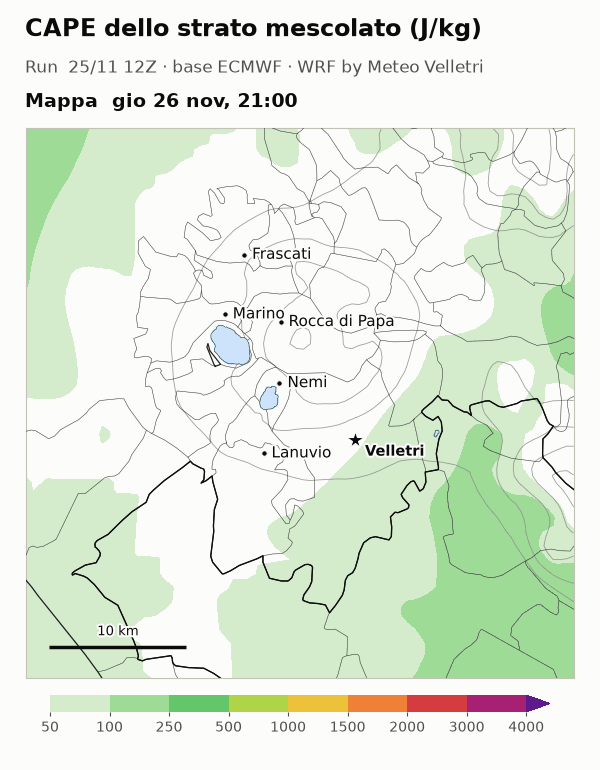 CAPE dello strato mescolato (J/kg)
Run  25/11 12Z · base ECMWF · WRF by Meteo Velletri
Mappa  gio 26 nov, 21:00
Frascati
Marino
Rocca di Papa
Nemi
Velletri
Lanuvio
10 km
50 100 250 500 1000 1500 2000 3000 4000